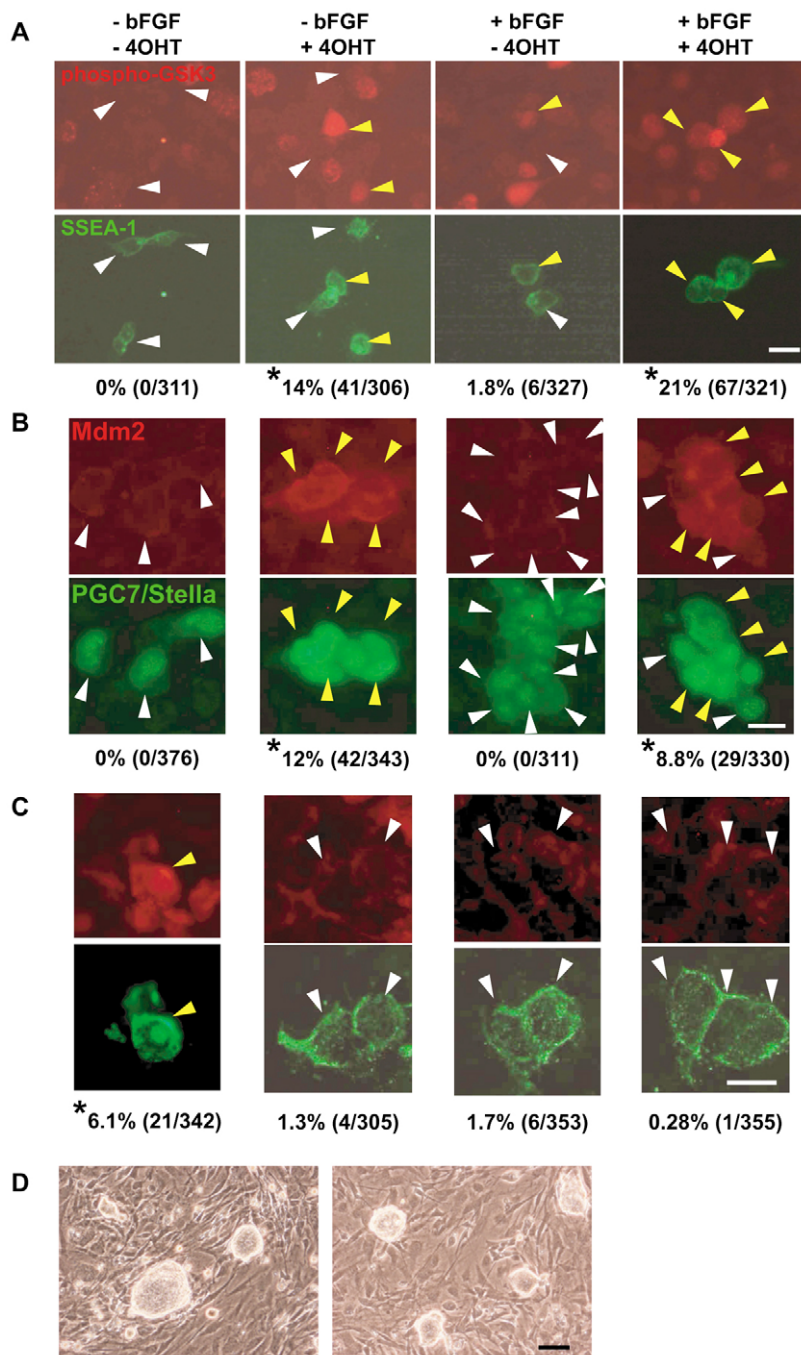 - bFGF - bFGF + bFGF + bFGF
- 4OHT + 4OHT - 4OHT + 4OHT
A
phospho-GSK3
SSEA-1
0% (0/311) *14% (41/306) 1.8% (6/327) *21% (67/321)
B
Mdm2
PGC7/Stella
0% (0/376) *12% (42/343) 0% (0/311) *8.8% (29/330)
C
*6.1% (21/342) 1.3% (4/305) 1.7% (6/353) 0.28% (1/355)
D